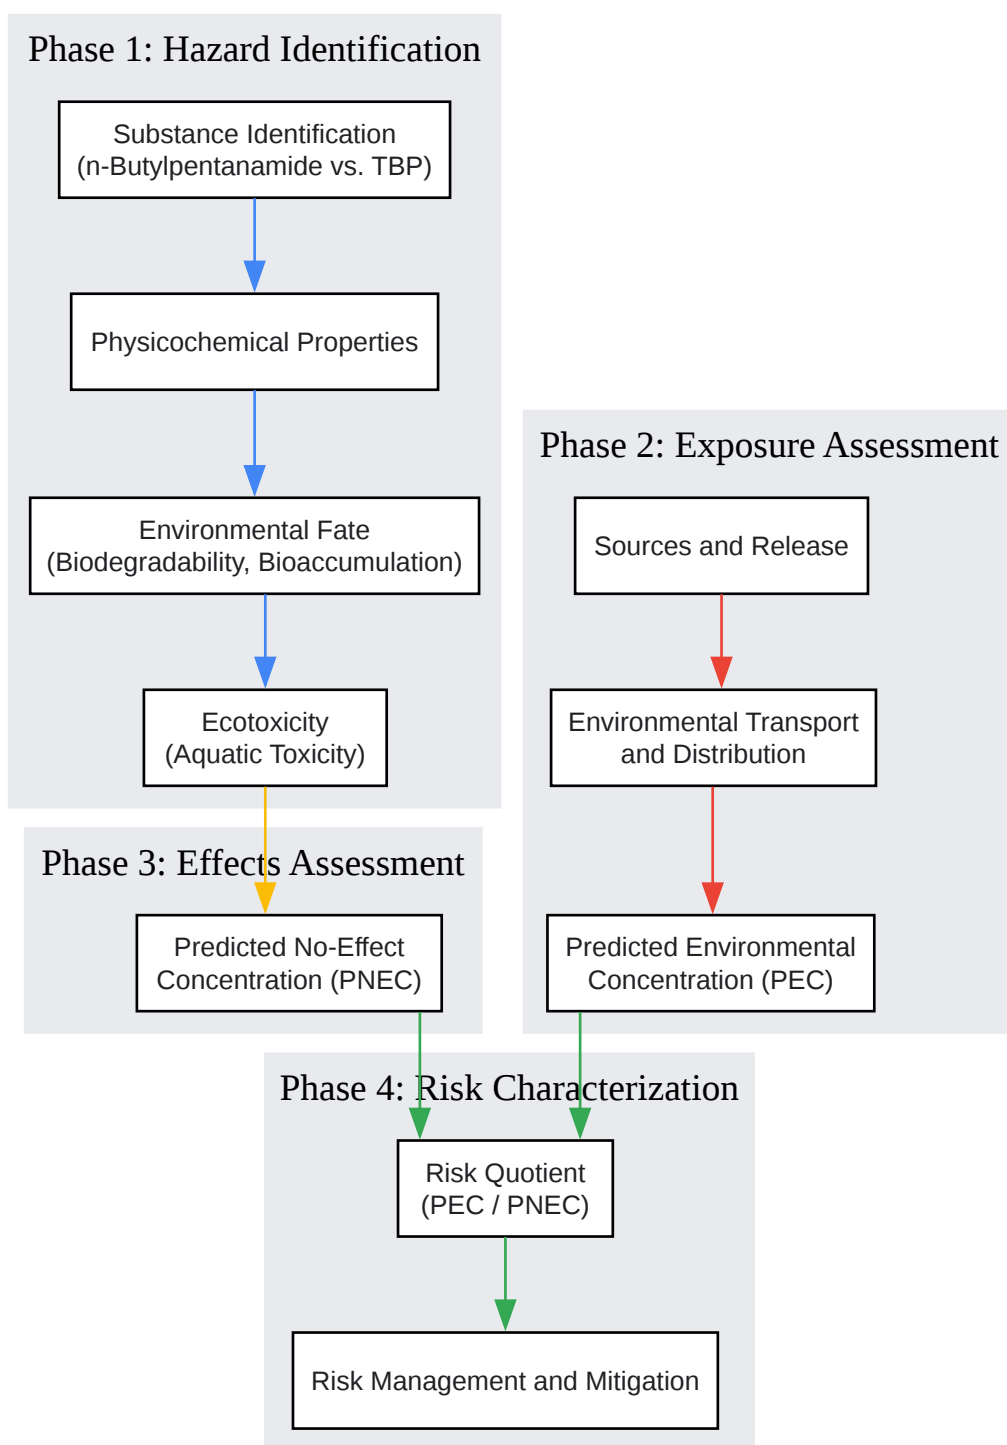 Phase 1: Hazard Identification
Substance Identification
(n-Butylpentanamide vs. TBP)
Physicochemical Properties
Environmental Fate
(Biodegradability, Bioaccumulation)
Ecotoxicity
(Aquatic Toxicity)
Phase 2: Exposure Assessment
Sources and Release
Environmental Transport
and Distribution
Predicted Environmental
Concentration (PEC)
Phase 3: Effects Assessment
Predicted No-Effect
Concentration (PNEC)
Phase 4: Risk Characterization
Risk Quotient
(PEC / PNEC)
Risk Management and Mitigation